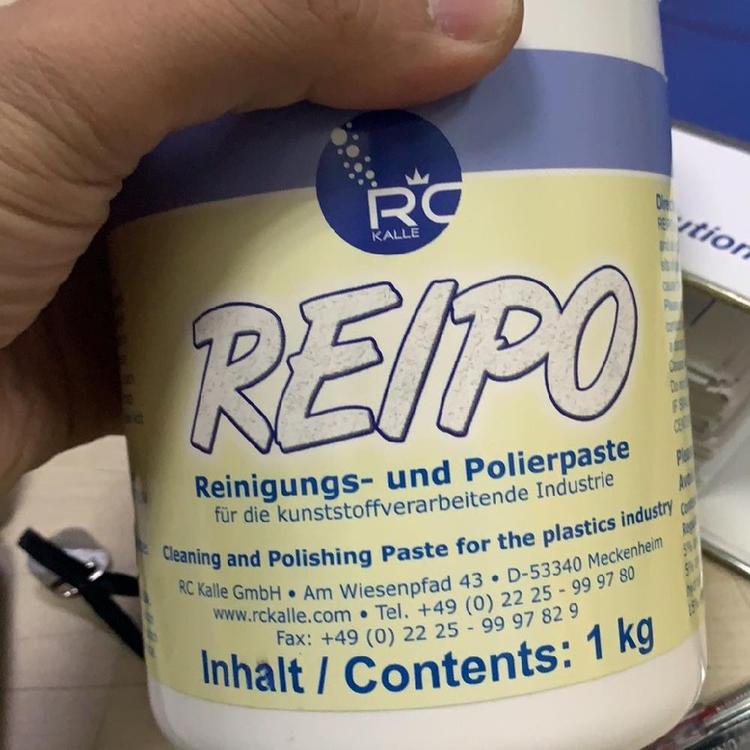 RC
KALLE
REIPO
Reinigungs- und Polierpaste
für die kunststoffverarbeitende Industrie
Cleaning and Polishing Paste for the plastics industry
RC Kalle GmbH • Am Wiesenpfad 43 • D-53340 Meckenheim
www.rckalle.com • Tel. +49 (0) 22 25 - 99 97 80
Fax: +49 (0) 22 25 - 99 97 82 9
Inhalt / Contents: 1 kg